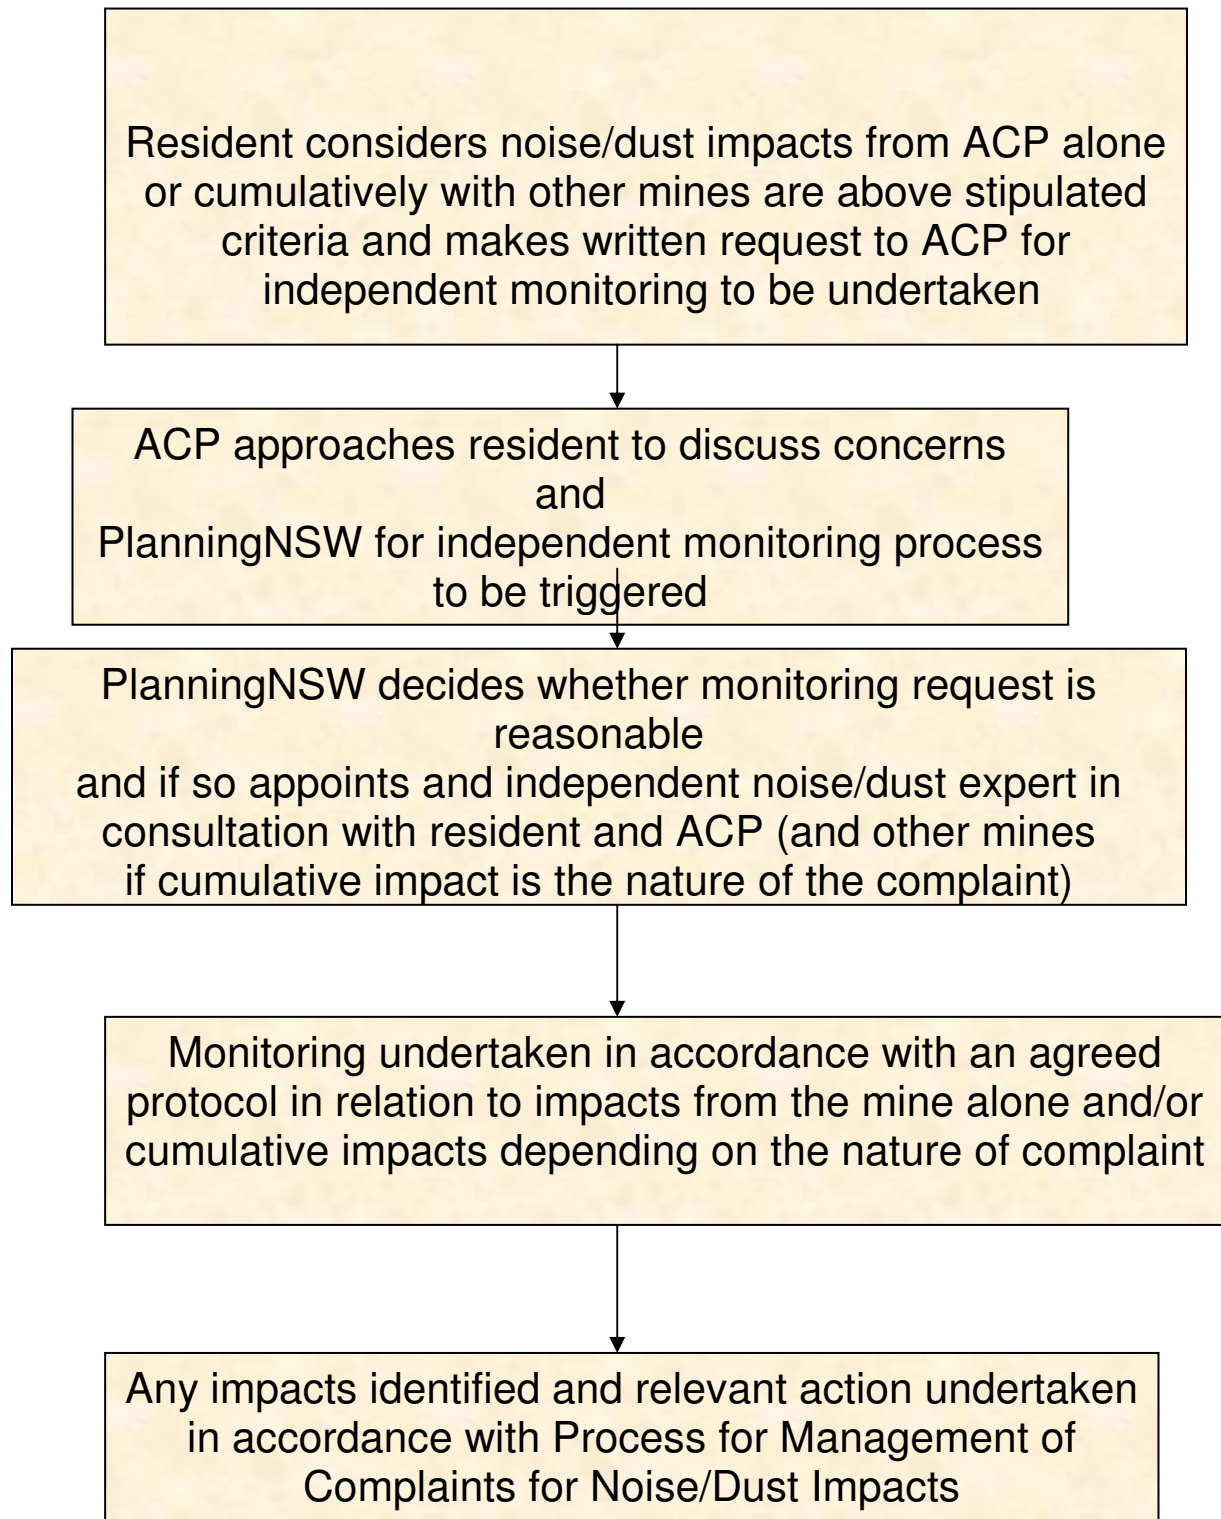 Resident considers noise/dust impacts from ACP alone
or cumulatively with other mines are above stipulated
criteria and makes written request to ACP for
independent monitoring to be undertaken
ACP approaches resident to discuss concerns
and
PlanningNSW for independent monitoring process
to be triggered
PlanningNSW decides whether monitoring request is
reasonable
and if so appoints and independent noise/dust expert in
consultation with resident and ACP (and other mines
if cumulative impact is the nature of the complaint)
Monitoring undertaken in accordance with an agreed
protocol in relation to impacts from the mine alone and/or
cumulative impacts depending on the nature of complaint
Any impacts identified and relevant action undertaken
in accordance with Process for Management of
Complaints for Noise/Dust Impacts